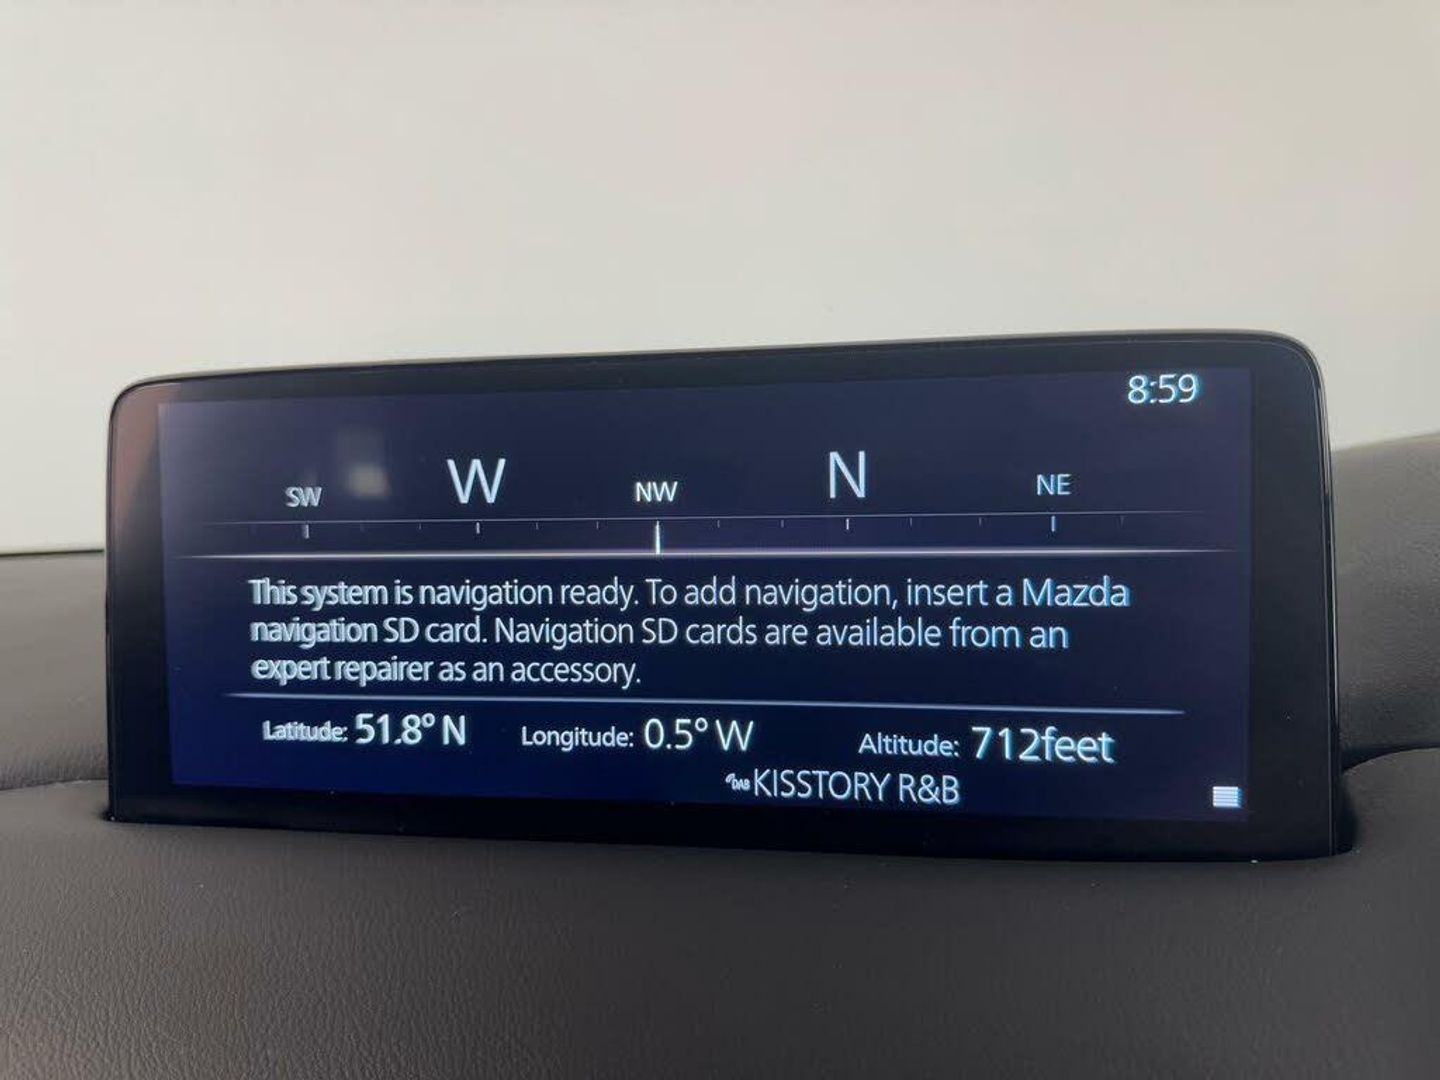 8:59
SW W NW N NE
This system is navigation ready. To add navigation, insert a Mazda
navigation SD card. Navigation SD cards are available from an
expert repairer as an accessory.
Latitude: 51.8° N Longitude: 0.5° W Altitude: 712feet
DAB KISSTORY R&B